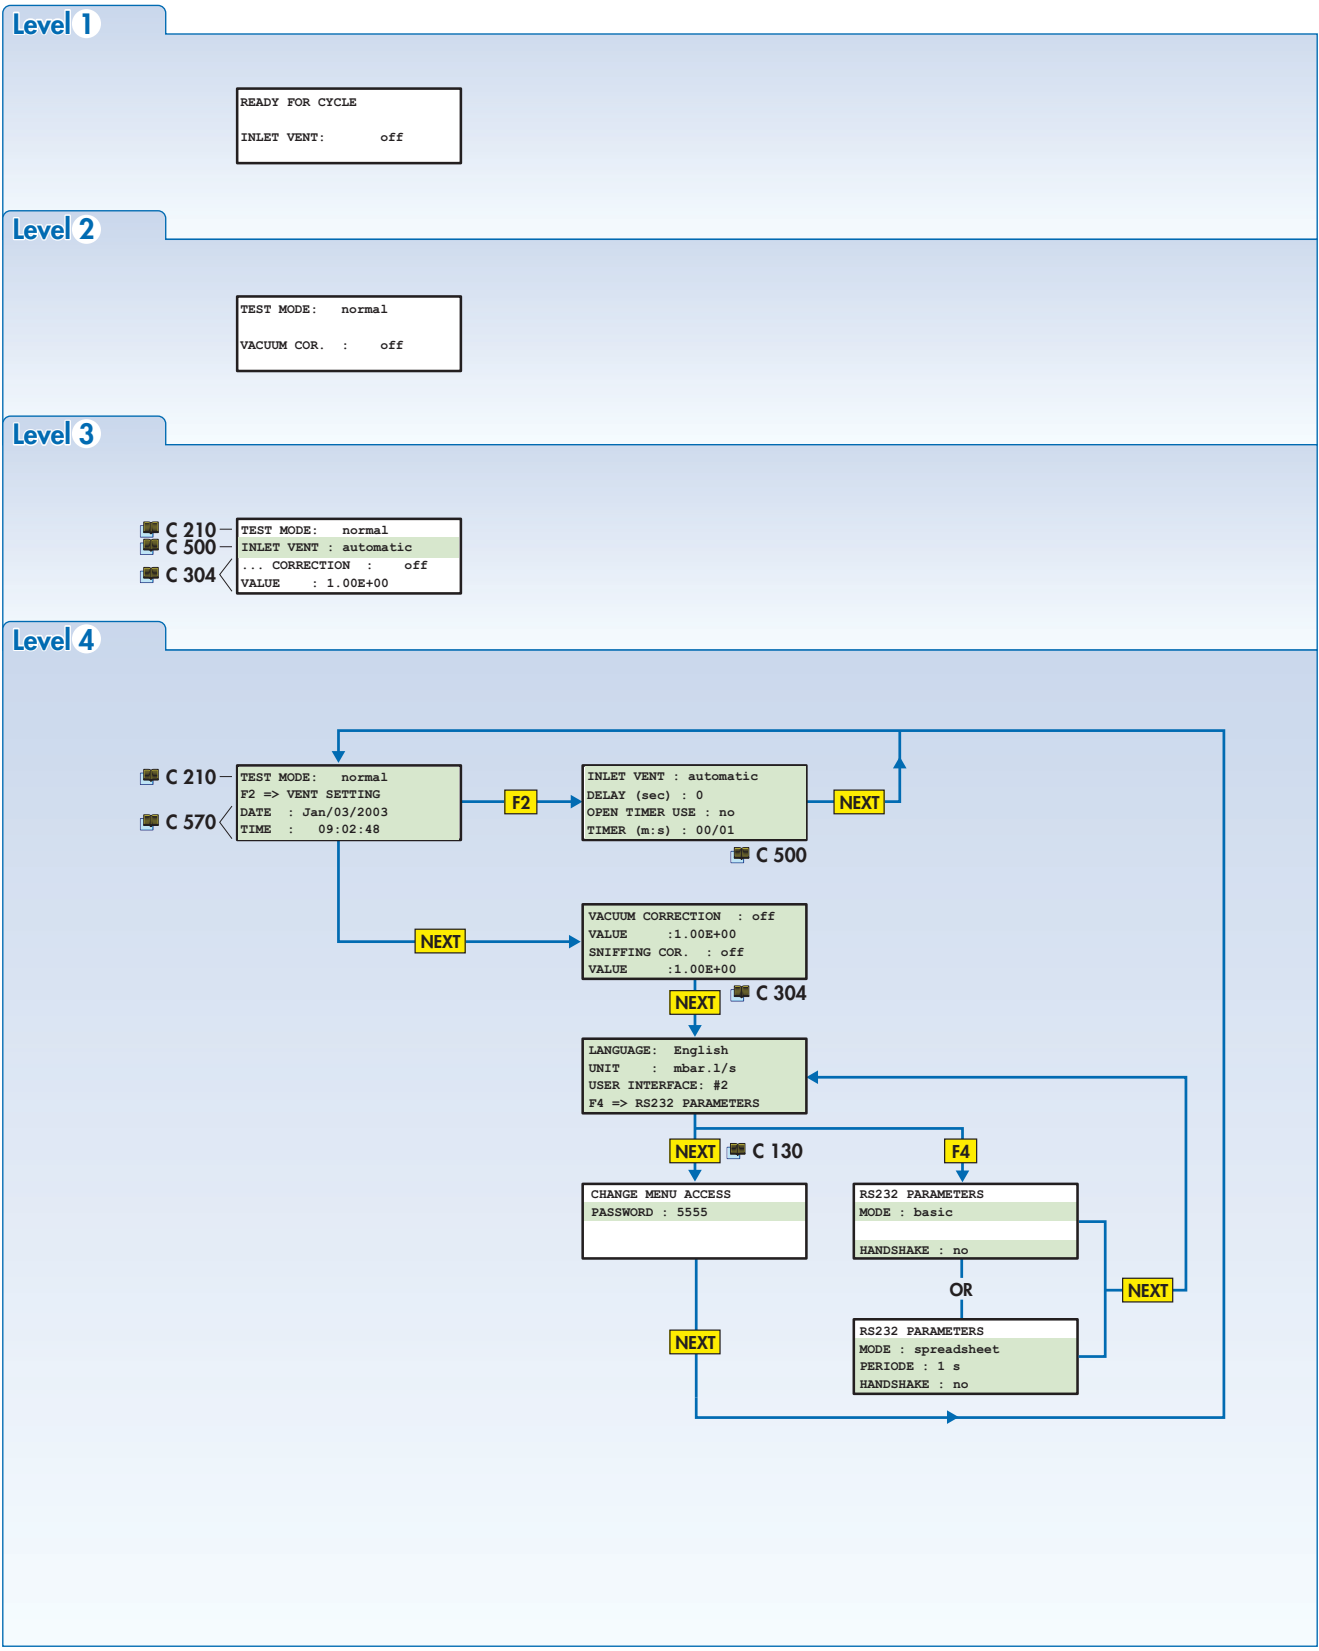 Level 1
READY FOR CYCLE
INLET VENT: off
Level 2
TEST MODE: normal
VACUUM COR. : off
Level 3
C 210
C 500
C 304
TEST MODE: normal
INLET VENT : automatic
... CORRECTION : off
VALUE : 1.00E+00
Level 4
C 210
C 570
TEST MODE: normal
F2 => VENT SETTING
DATE : Jan/03/2003
TIME : 09:02:48
F2
INLET VENT : automatic
DELAY (sec) : 0
OPEN TIMER USE : no
TIMER (m:s) : 00/01
NEXT
C 500
NEXT
VACUUM CORRECTION : off
VALUE :1.00E+00
SNIFFING COR. : off
VALUE :1.00E+00
NEXT
C 304
LANGUAGE: English
UNIT : mbar.l/s
USER INTERFACE: #2
F4 => RS232 PARAMETERS
NEXT
C 130
F4
CHANGE MENU ACCESS
PASSWORD : 5555
RS232 PARAMETERS
MODE : basic
HANDSHAKE : no
OR
NEXT
NEXT
RS232 PARAMETERS
MODE : spreadsheet
PERIODE : 1 s
HANDSHAKE : no